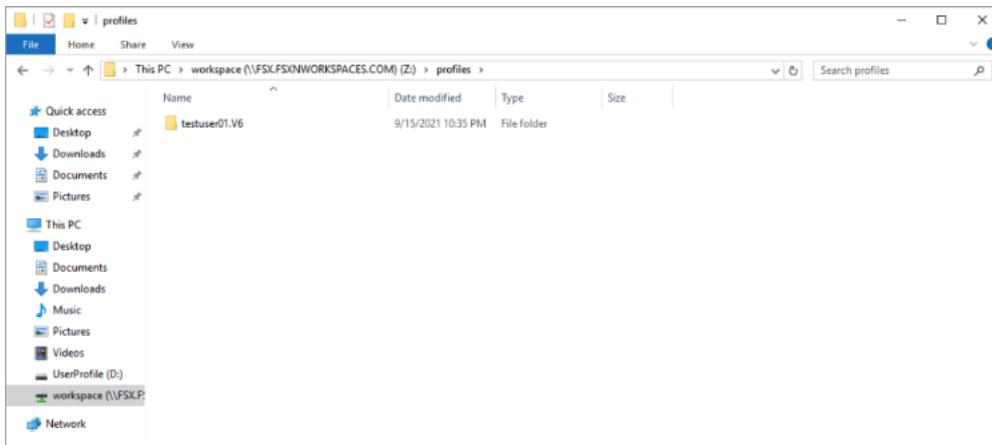 profiles
File Home Share View
This PC > workspace (\\FSX.FSXNWORKSPACES.COM) (Z:) > profiles >
Search profiles
Name Date modified Type Size
testuser01.V6 9/15/2021 10:35 PM File folder
Quick access
Desktop
Downloads
Documents
Pictures
This PC
Desktop
Documents
Downloads
Music
Pictures
Videos
UserProfile (D:)
workspace (\\FSX.F
Network